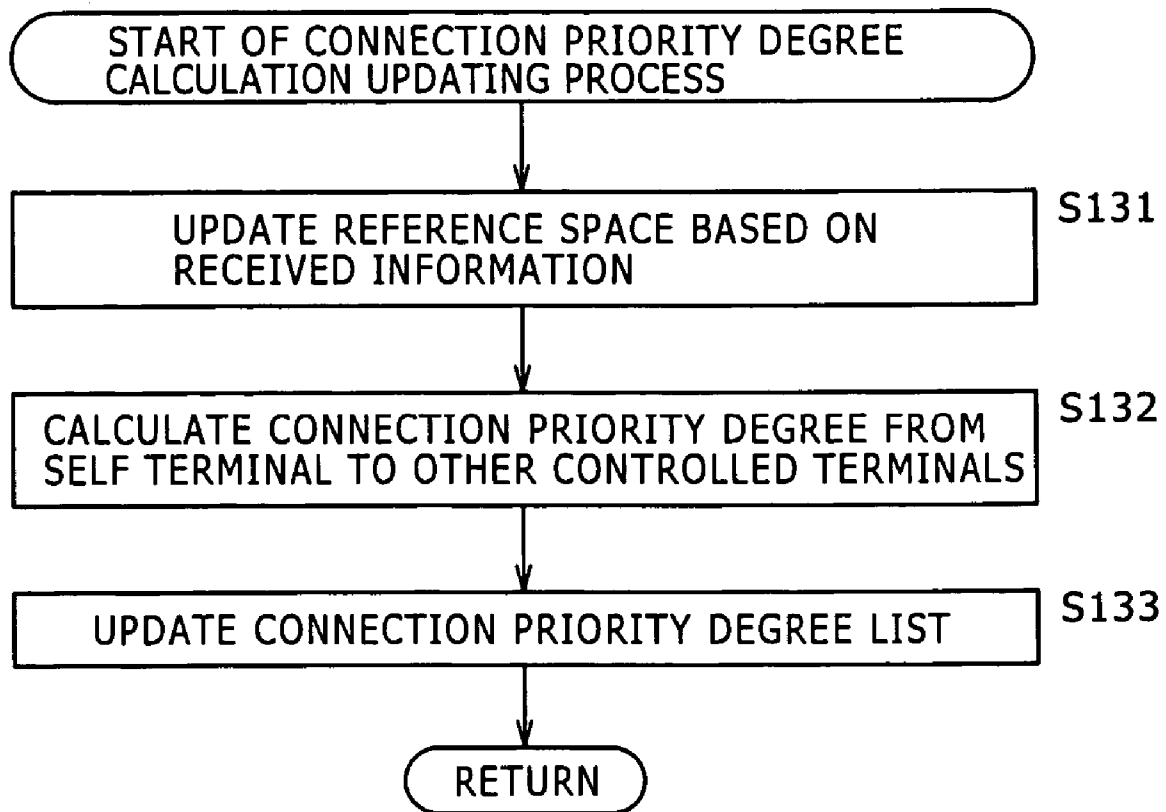 START OF CONNECTION PRIORITY DEGREE
CALCULATION UPDATING PROCESS
UPDATE REFERENCE SPACE BASED ON
RECEIVED INFORMATION
S131
CALCULATE CONNECTION PRIORITY DEGREE FROM
SELF TERMINAL TO OTHER CONTROLLED TERMINALS
S132
UPDATE CONNECTION PRIORITY DEGREE LIST
S133
RETURN